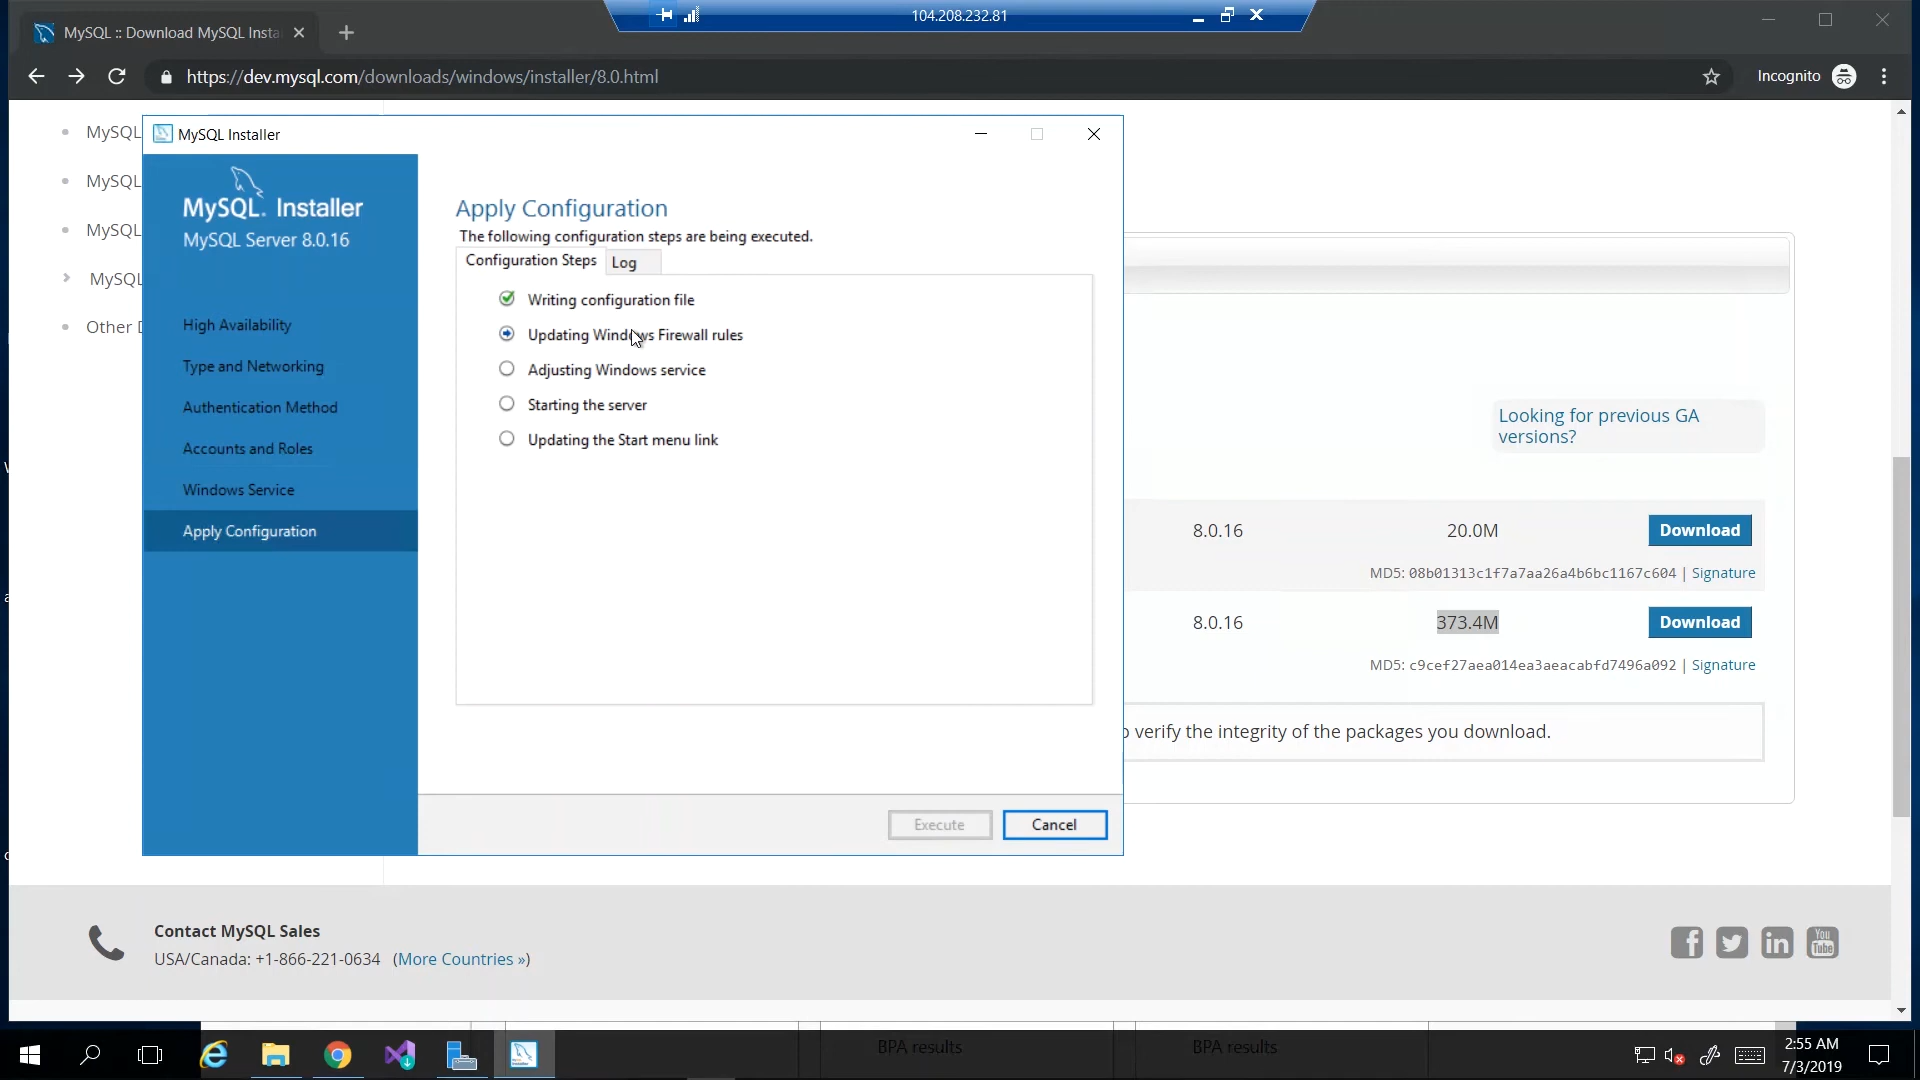 MySQL :: Download MySQL Insta
104.208.232.81
https://dev.mysql.com/downloads/windows/installer/8.0.html
Incognito
MySQL
MySQL
MySQL
MySQL
Other D
MySQL Installer
MySQL. Installer
MySQL Server 8.0.16
High Availability
Type and Networking
Authentication Method
Accounts and Roles
Windows Service
Apply Configuration
Apply Configuration
The following configuration steps are being executed.
Configuration Steps
Log
Writing configuration file
Updating Windows Firewall rules
Adjusting Windows service
Starting the server
Updating the Start menu link
Execute
Cancel
Looking for previous GA
versions?
8.0.16 20.0M Download
MD5: 08b01313c1f7a7aa26a4b6bc1167c604 | Signature
8.0.16 373.4M Download
MD5: c9cef27aea014ea3aeacabfd7496a092 | Signature
verify the integrity of the packages you download.
Contact MySQL Sales
USA/Canada: +1-866-221-0634 (More Countries »)
You
Tube
BPA results
BPA results
2:55 AM
7/3/2019